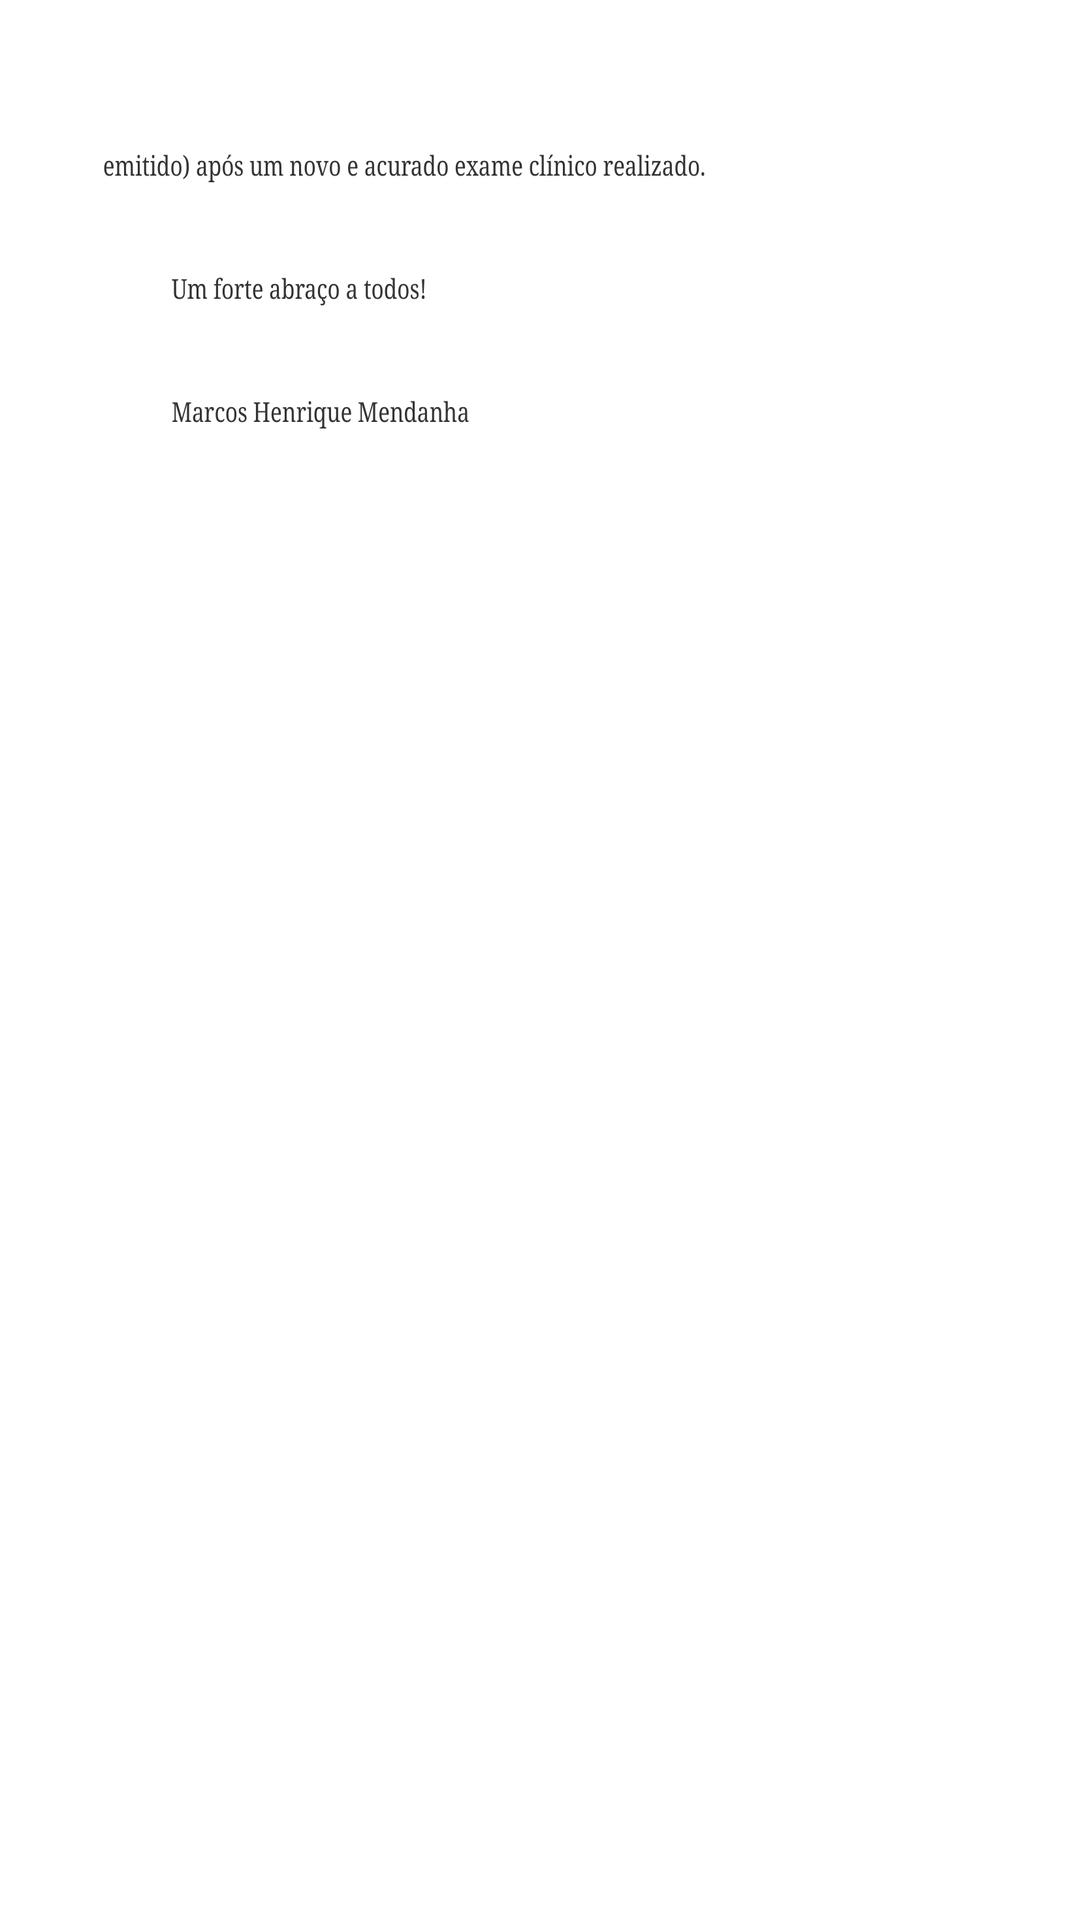 emitido) após um novo e acurado exame clínico realizado.
Um forte abraço a todos!
Marcos Henrique Mendanha